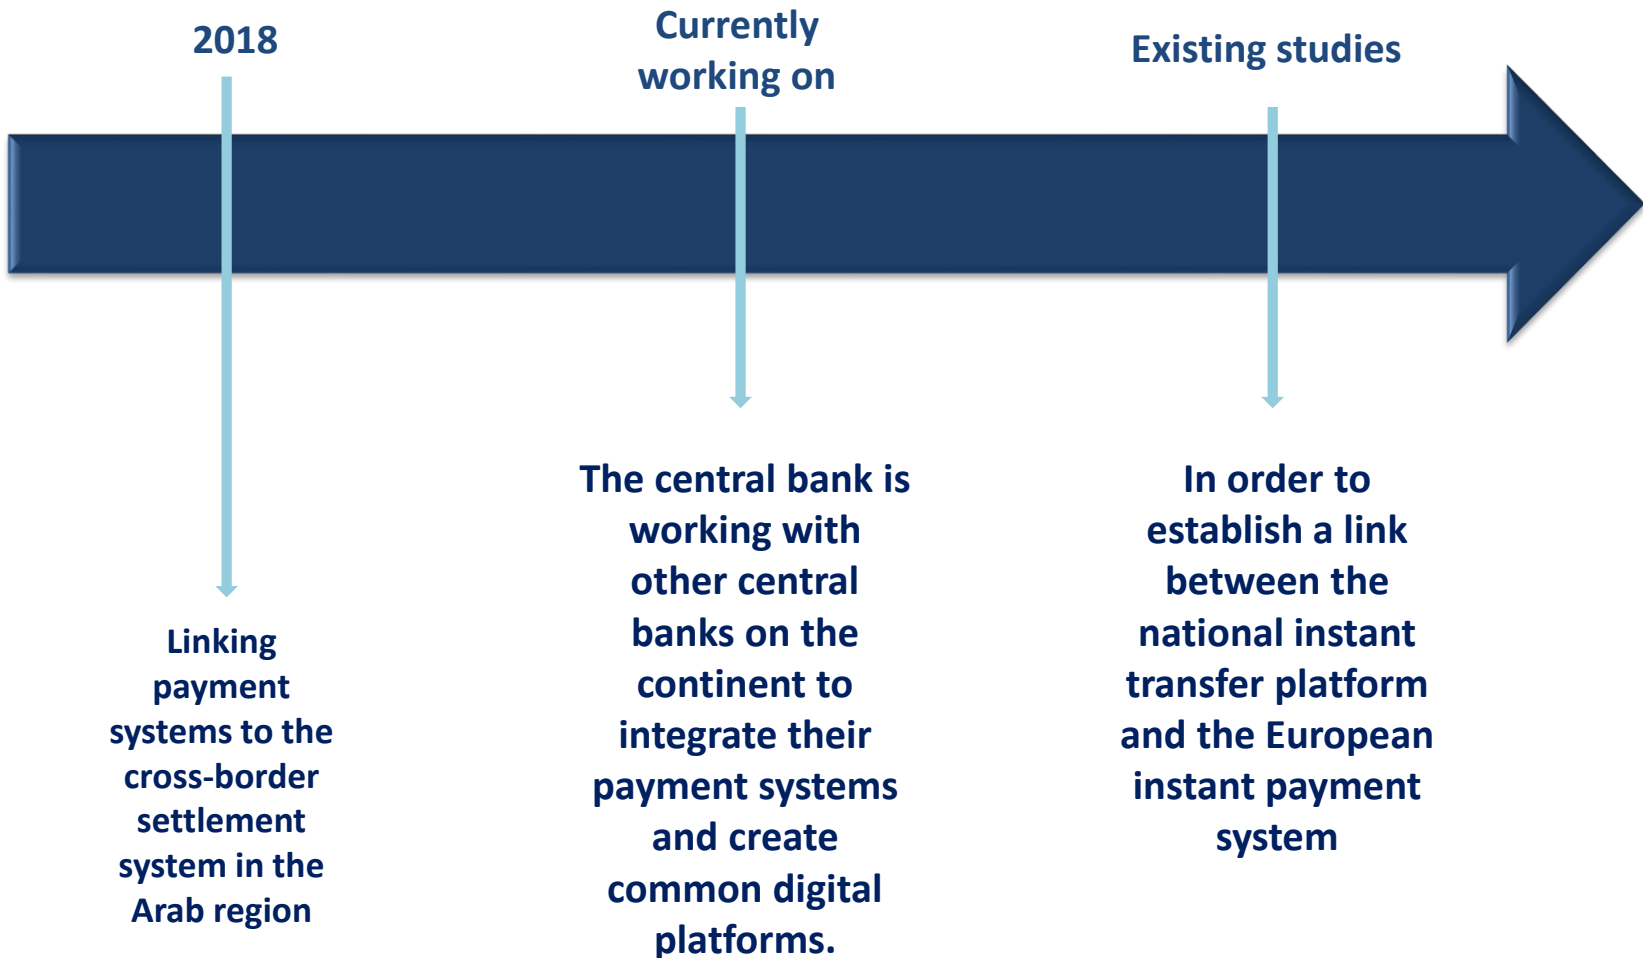 2018
Currently
working on
Existing studies
Linking
payment
systems to the
cross-border
settlement
system in the
Arab region
The central bank is
working with
other central
banks on the
continent to
integrate their
payment systems
and create
common digital
platforms.
In order to
establish a link
between the
national instant
transfer platform
and the European
instant payment
system